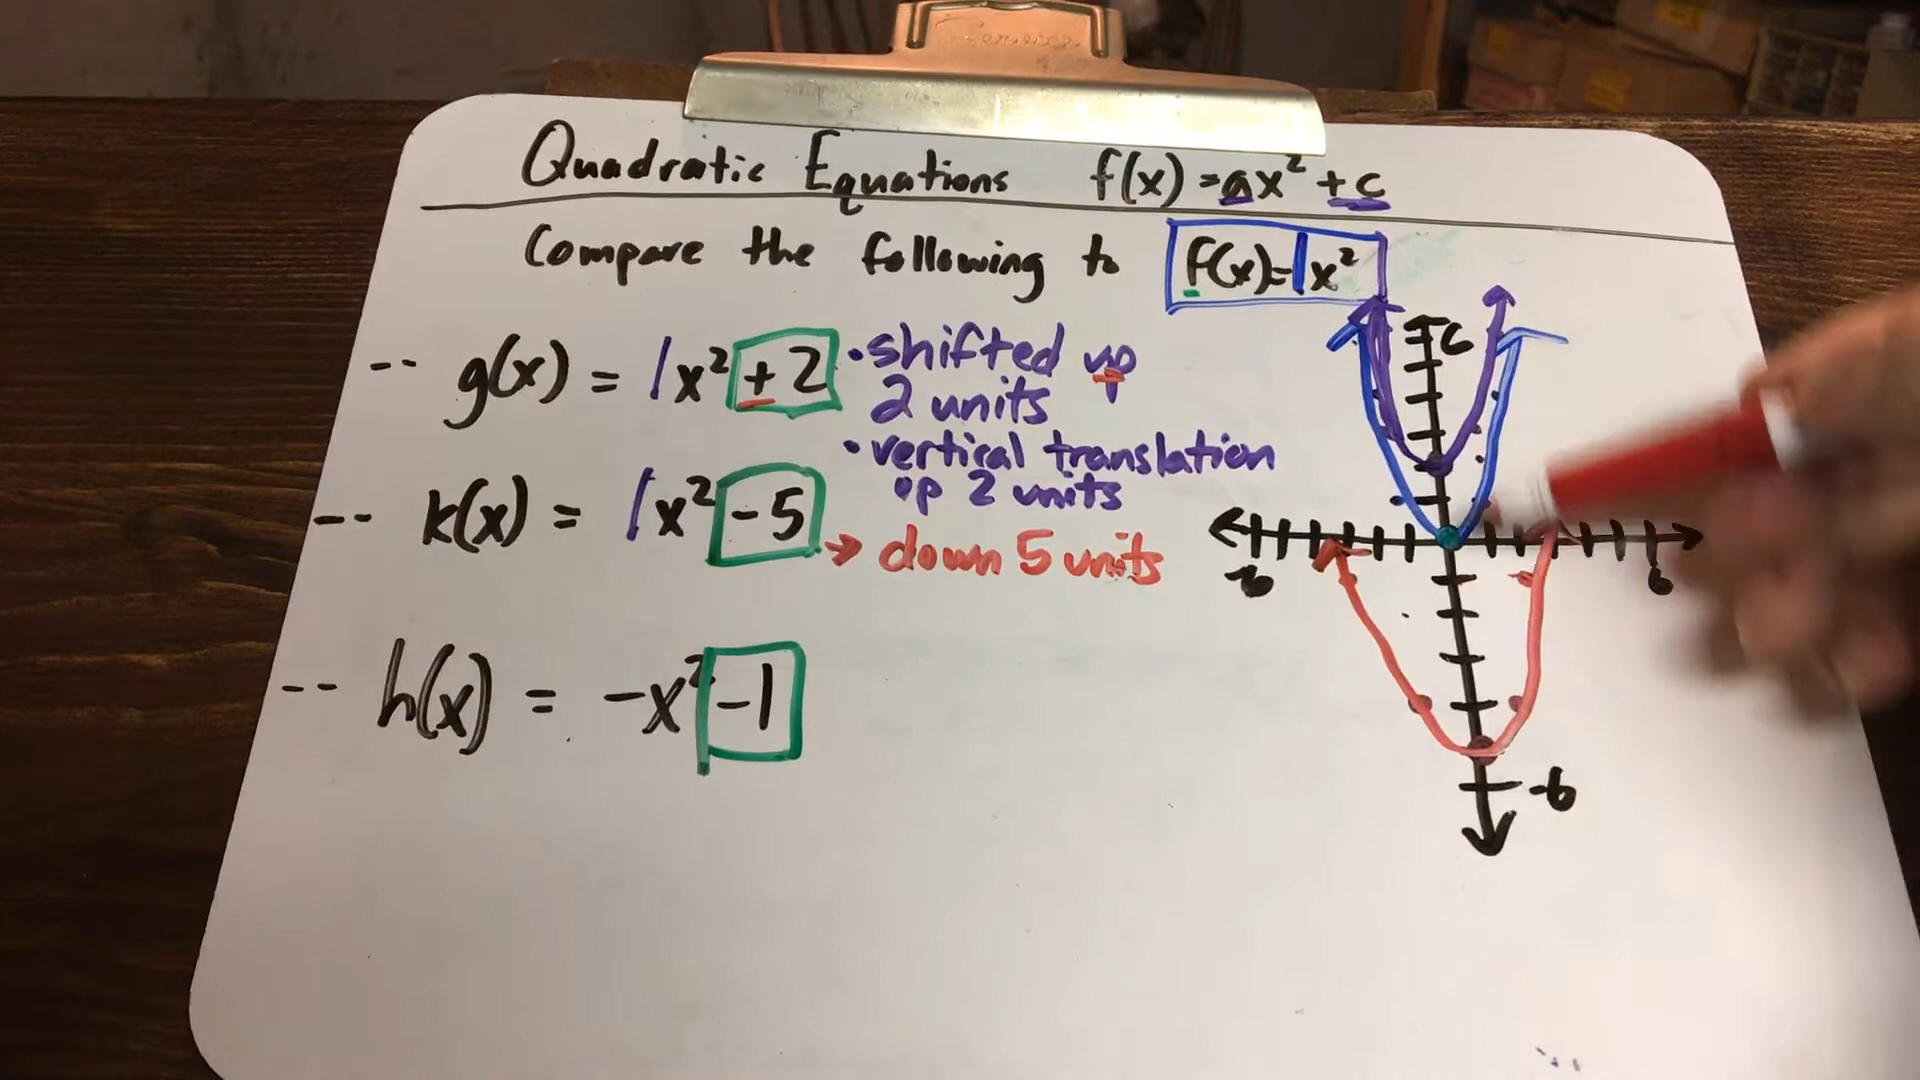 Quadratic Equations f(x) = ax² + c
Compare the following to f(x)=1x²
-- g(x) = 1x² + 2
• shifted up
2 units
• vertical translation
up 2 units
-- k(x) = 1x² - 5
→ down 5 units
-- h(x) = -x² - 1
6
-6
6
-6